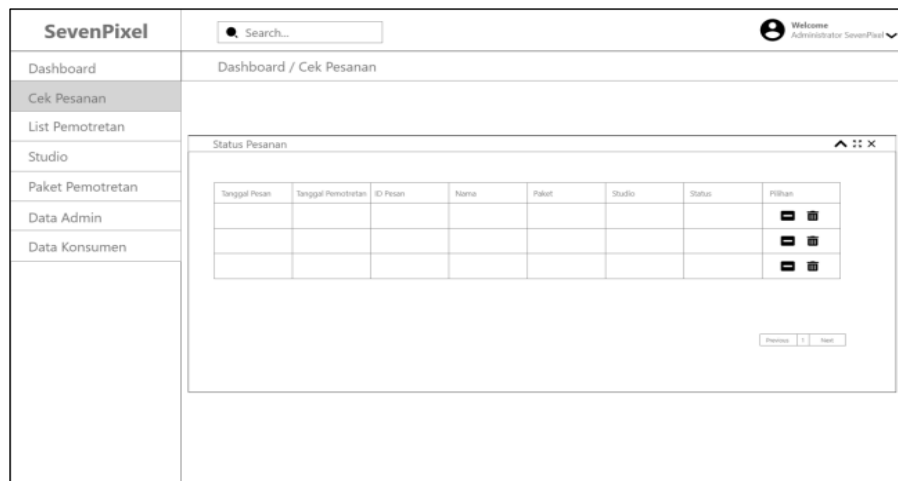 SevenPixel
Search...
Welcome
Administrator SevenPixel
Dashboard
Dashboard / Cek Pesanan
Cek Pesanan
List Pemotretan
Studio
Paket Pemotretan
Data Admin
Data Konsumen
Status Pesanan
Tanggal Pesan Tanggal Pemotretan ID Pesan Nama Paket Studio Status Pilihan
Previous 1 Next